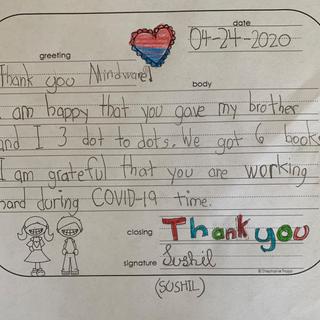 date
04-24-2020
greeting
Thank you Mindware!
body
I am happy that you gave my brother
and I 3 dot to dots. We got 6 books
I am grateful that you are working
hard during COVID-19 time.
closing Thank you
signature Sushil
(SUSHIL)